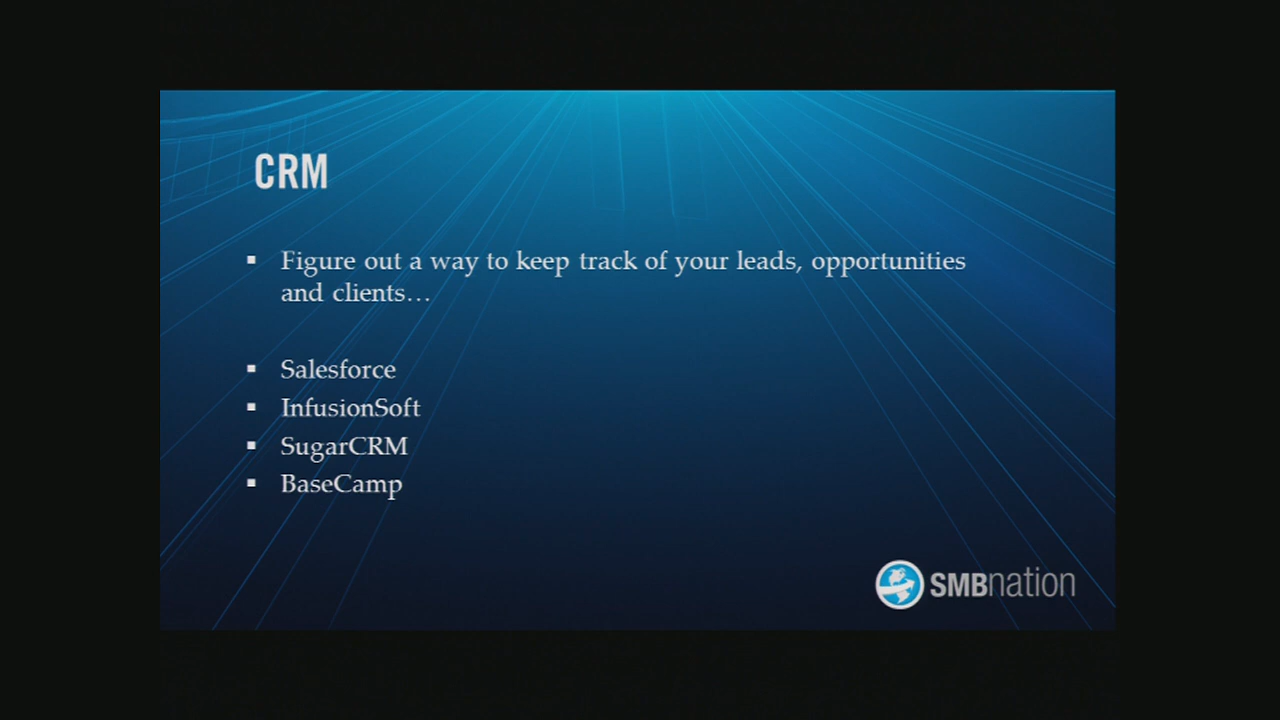 CRM
▪ Figure out a way to keep track of your leads, opportunities
and clients…
▪ Salesforce
▪ InfusionSoft
▪ SugarCRM
▪ BaseCamp
SMBnation